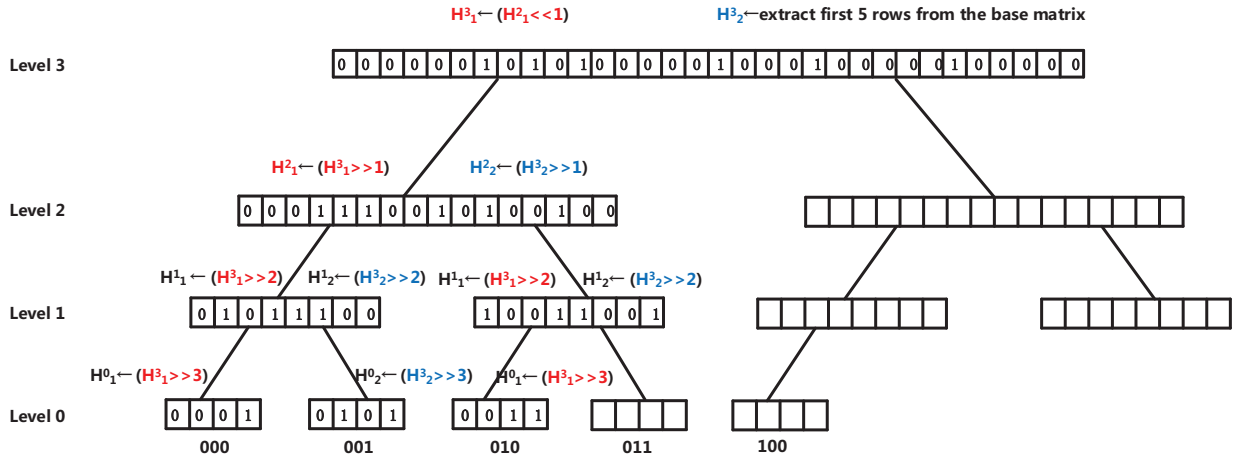 H³₁←(H²₁<<1) H³₂←extract first 5 rows from the base matrix
Level 3 0 0 0 0 0 0 1 0 1 0 1 0 0 0 0 0 1 0 0 0 1 0 0 0 0 0 1 0 0 0 0 0
H²₁←(H³₁>>1) H²₂←(H³₂>>1)
Level 2 0 0 0 1 1 1 0 0 1 0 1 0 0 1 0 0
H¹₁←(H³₁>>2) H¹₂←(H³₂>>2) H¹₁←(H³₁>>2) H¹₂←(H³₂>>2)
Level 1 0 1 0 1 1 1 0 0 1 0 0 1 1 0 0 1
H⁰₁←(H³₁>>3) H⁰₂←(H³₂>>3) H⁰₁←(H³₁>>3)
Level 0 0 0 0 1 0 1 0 1 0 0 1 1
000 001 010 011 100